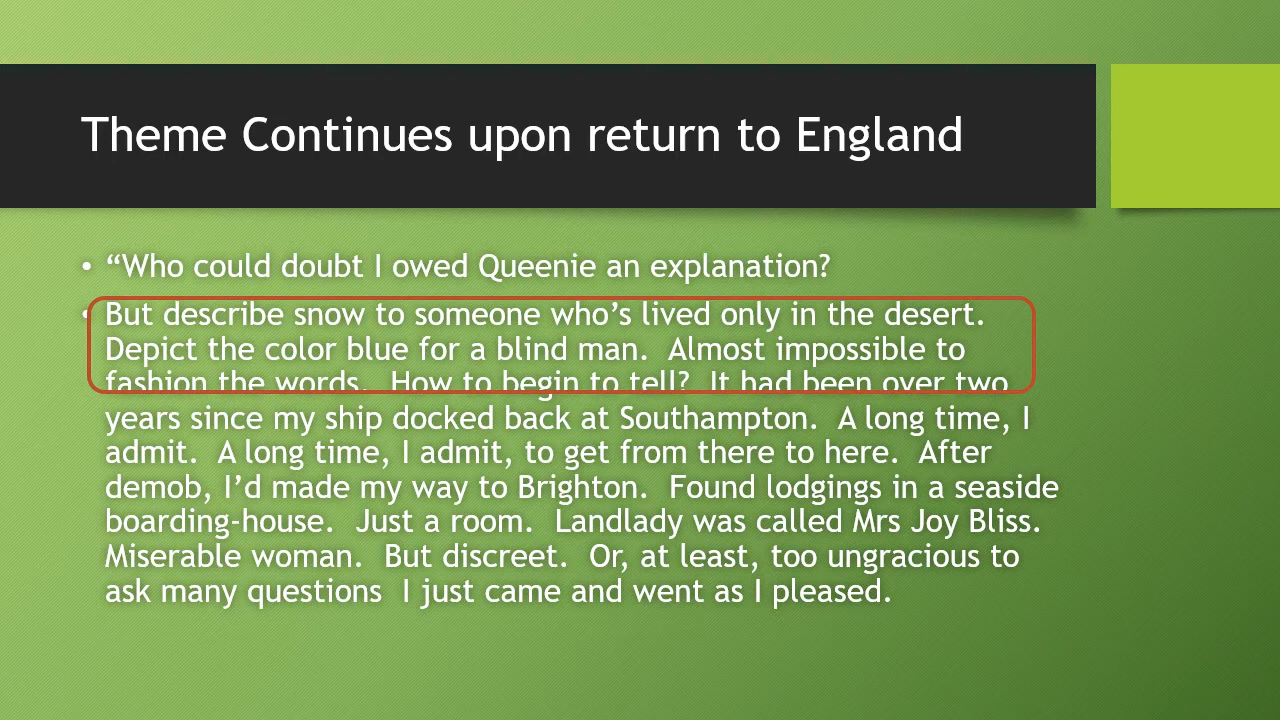 Theme Continues upon return to England
• “Who could doubt I owed Queenie an explanation?
• But describe snow to someone who’s lived only in the desert.
Depict the color blue for a blind man.  Almost impossible to
fashion the words.  How to begin to tell?  It had been over two
years since my ship docked back at Southampton.  A long time, I
admit.  A long time, I admit, to get from there to here.  After
demob, I’d made my way to Brighton.  Found lodgings in a seaside
boarding-house.  Just a room.  Landlady was called Mrs Joy Bliss.
Miserable woman.  But discreet.  Or, at least, too ungracious to
ask many questions  I just came and went as I pleased.